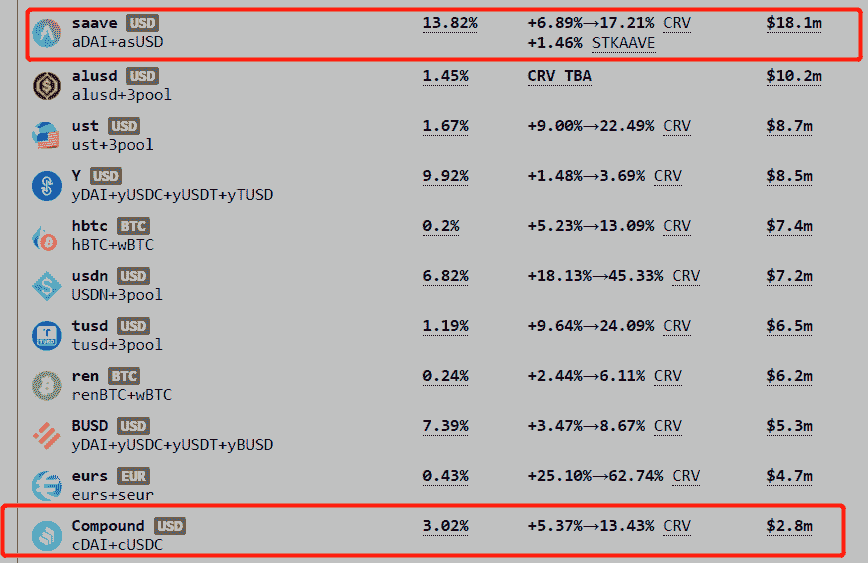 saave USD 13.82% +6.89%→17.21% CRV $18.1m
aDAI+asUSD +1.46% STKAAVE
alusd USD 1.45% CRV TBA $10.2m
alusd+3pool
ust USD 1.67% +9.00%→22.49% CRV $8.7m
ust+3pool
Y USD 9.92% +1.48%→3.69% CRV $8.5m
yDAI+yUSDC+yUSDT+yTUSD
hbtc BTC 0.2% +5.23%→13.09% CRV $7.4m
hBTC+wBTC
usdn USD 6.82% +18.13%→45.33% CRV $7.2m
USDN+3pool
tusd USD 1.19% +9.64%→24.09% CRV $6.5m
tusd+3pool
ren BTC 0.24% +2.44%→6.11% CRV $6.2m
renBTC+wBTC
BUSD USD 7.39% +3.47%→8.67% CRV $5.3m
yDAI+yUSDC+yUSDT+yBUSD
eurs EUR 0.43% +25.10%→62.74% CRV $4.7m
eurs+seur
Compound USD 3.02% +5.37%→13.43% CRV $2.8m
cDAI+cUSDC